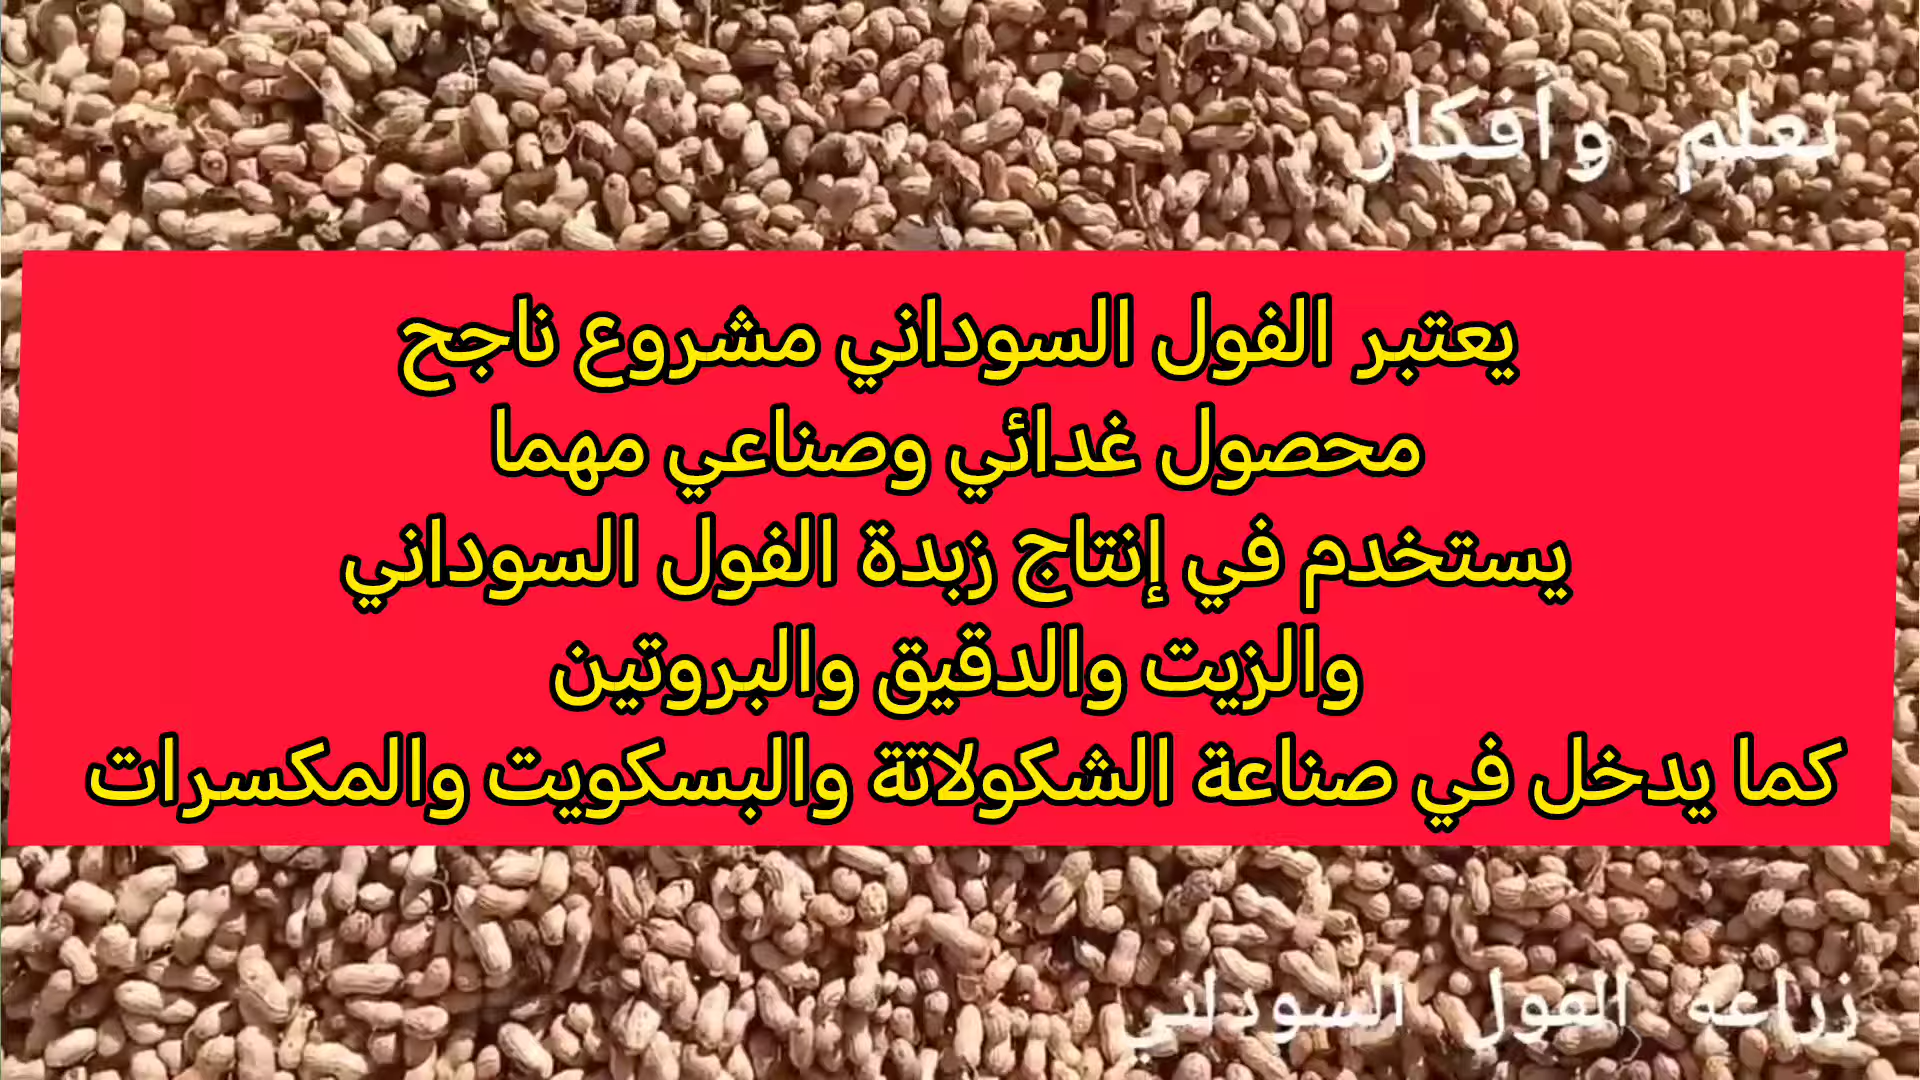 تعلم وأفكار
يعتبر الفول السوداني مشروع ناجح
محصول غدائي وصناعي مهما
يستخدم في إنتاج زبدة الفول السوداني
والزيت والدقيق والبروتين
كما يدخل في صناعة الشكولاتة والبسكويت والمكسرات
زراعة الفول السوداني